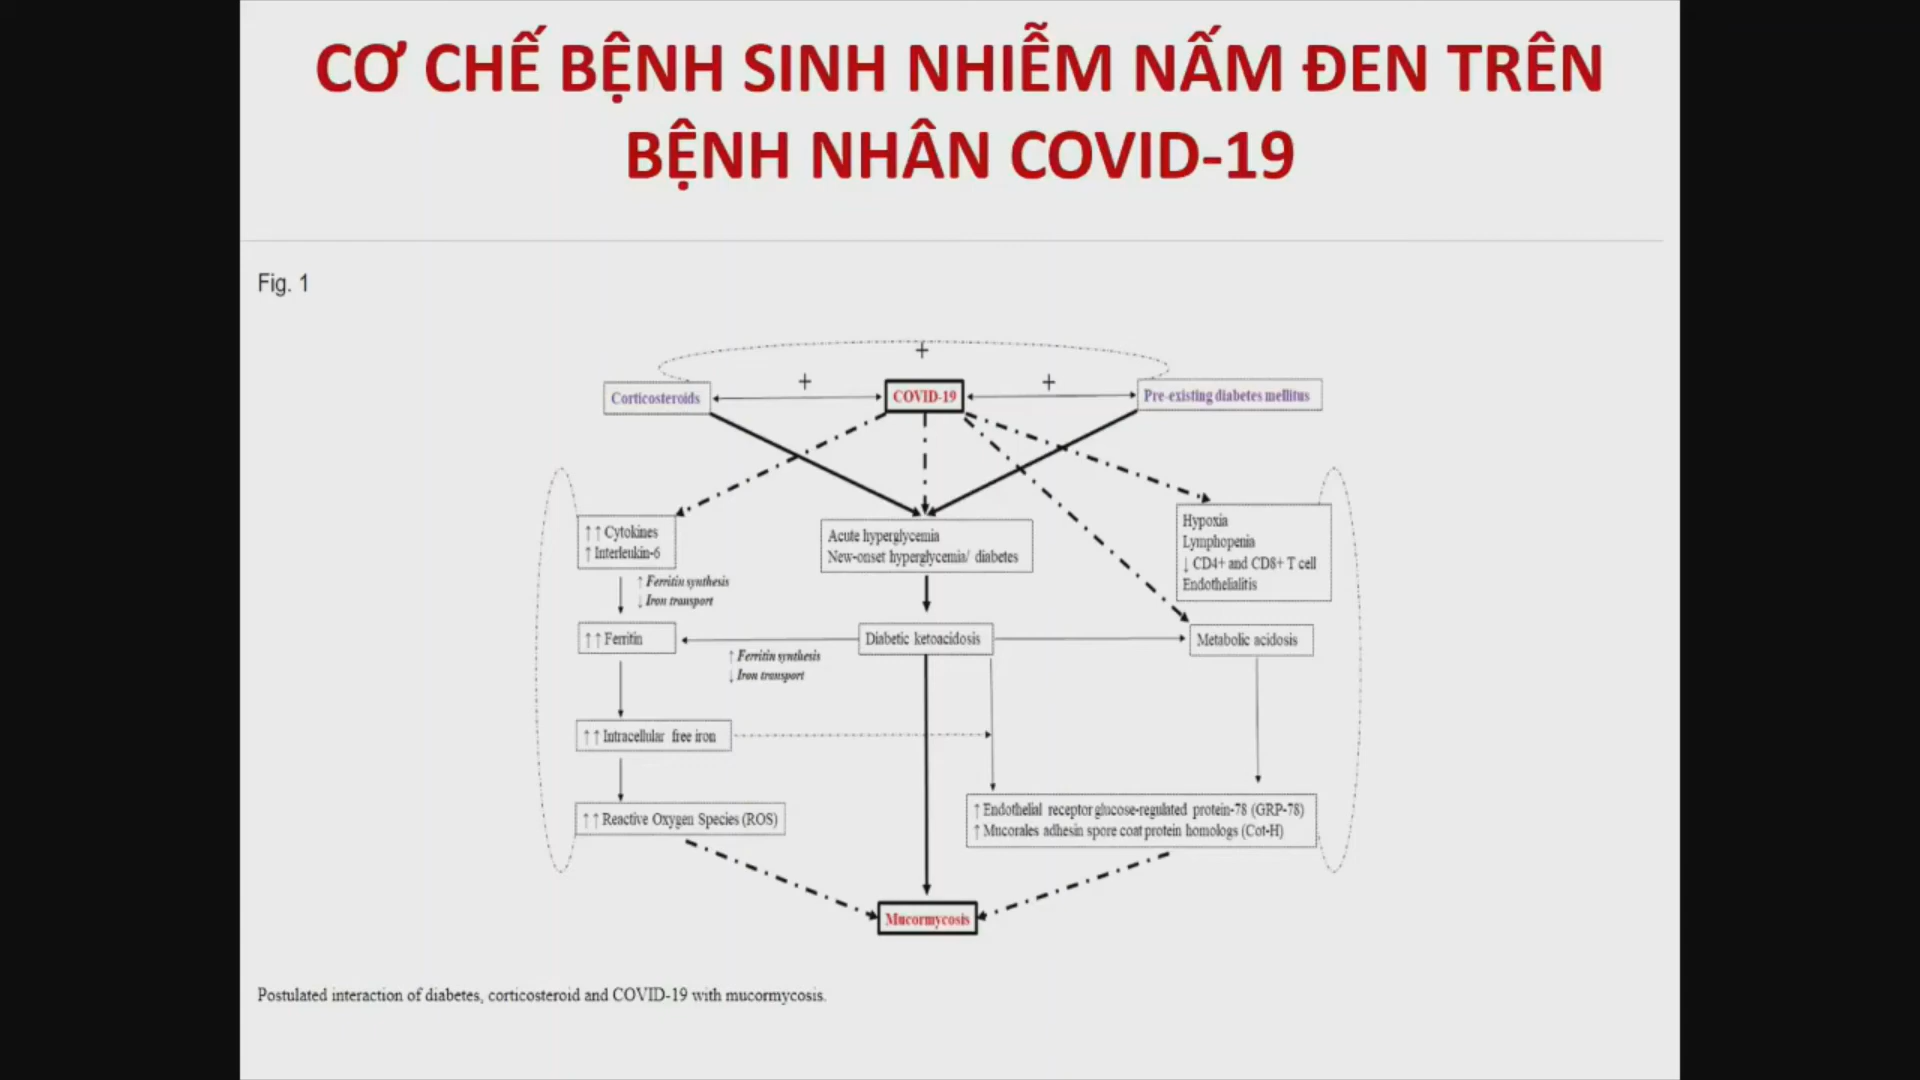 CƠ CHẾ BỆNH SINH NHIỄM NẤM ĐEN TRÊN
BỆNH NHÂN COVID-19
Fig. 1
+
+
+
Corticosteroids
COVID-19
Pre-existing diabetes mellitus
↑↑ Cytokines
↑ Interleukin-6
Acute hyperglycemia
New-onset hyperglycemia/ diabetes
Hypoxia
Lymphopenia
↓ CD4+ and CD8+ T cell
Endothelialitis
↑ Ferritin synthesis
↓ Iron transport
↑↑ Ferritin
Diabetic ketoacidosis
Metabolic acidosis
↑ Ferritin synthesis
↓ Iron transport
↑↑ Intracellular free iron
↑↑ Reactive Oxygen Species (ROS)
↑ Endothelial receptor glucose-regulated protein-78 (GRP-78)
↑ Mucorales adhesin spore coat protein homologs (Cot-H)
Mucormycosis
Postulated interaction of diabetes, corticosteroid and COVID-19 with mucormycosis.